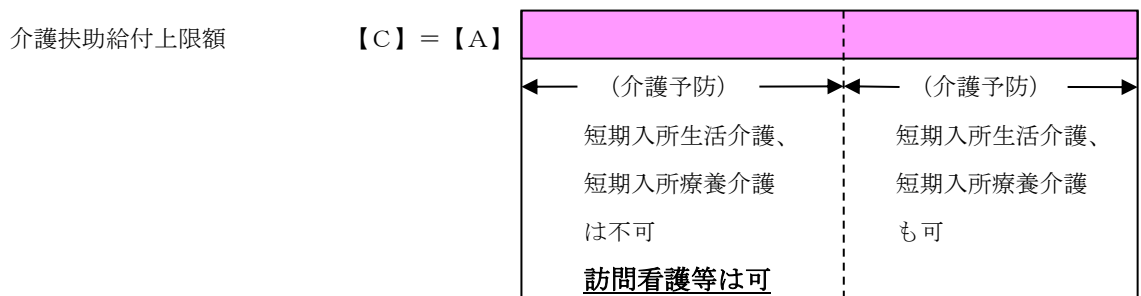 介護扶助給付上限額 【C】＝【A】
（介護予防） （介護予防）
短期入所生活介護、 短期入所生活介護、
短期入所療養介護 短期入所療養介護
は不可 も可
訪問看護等は可